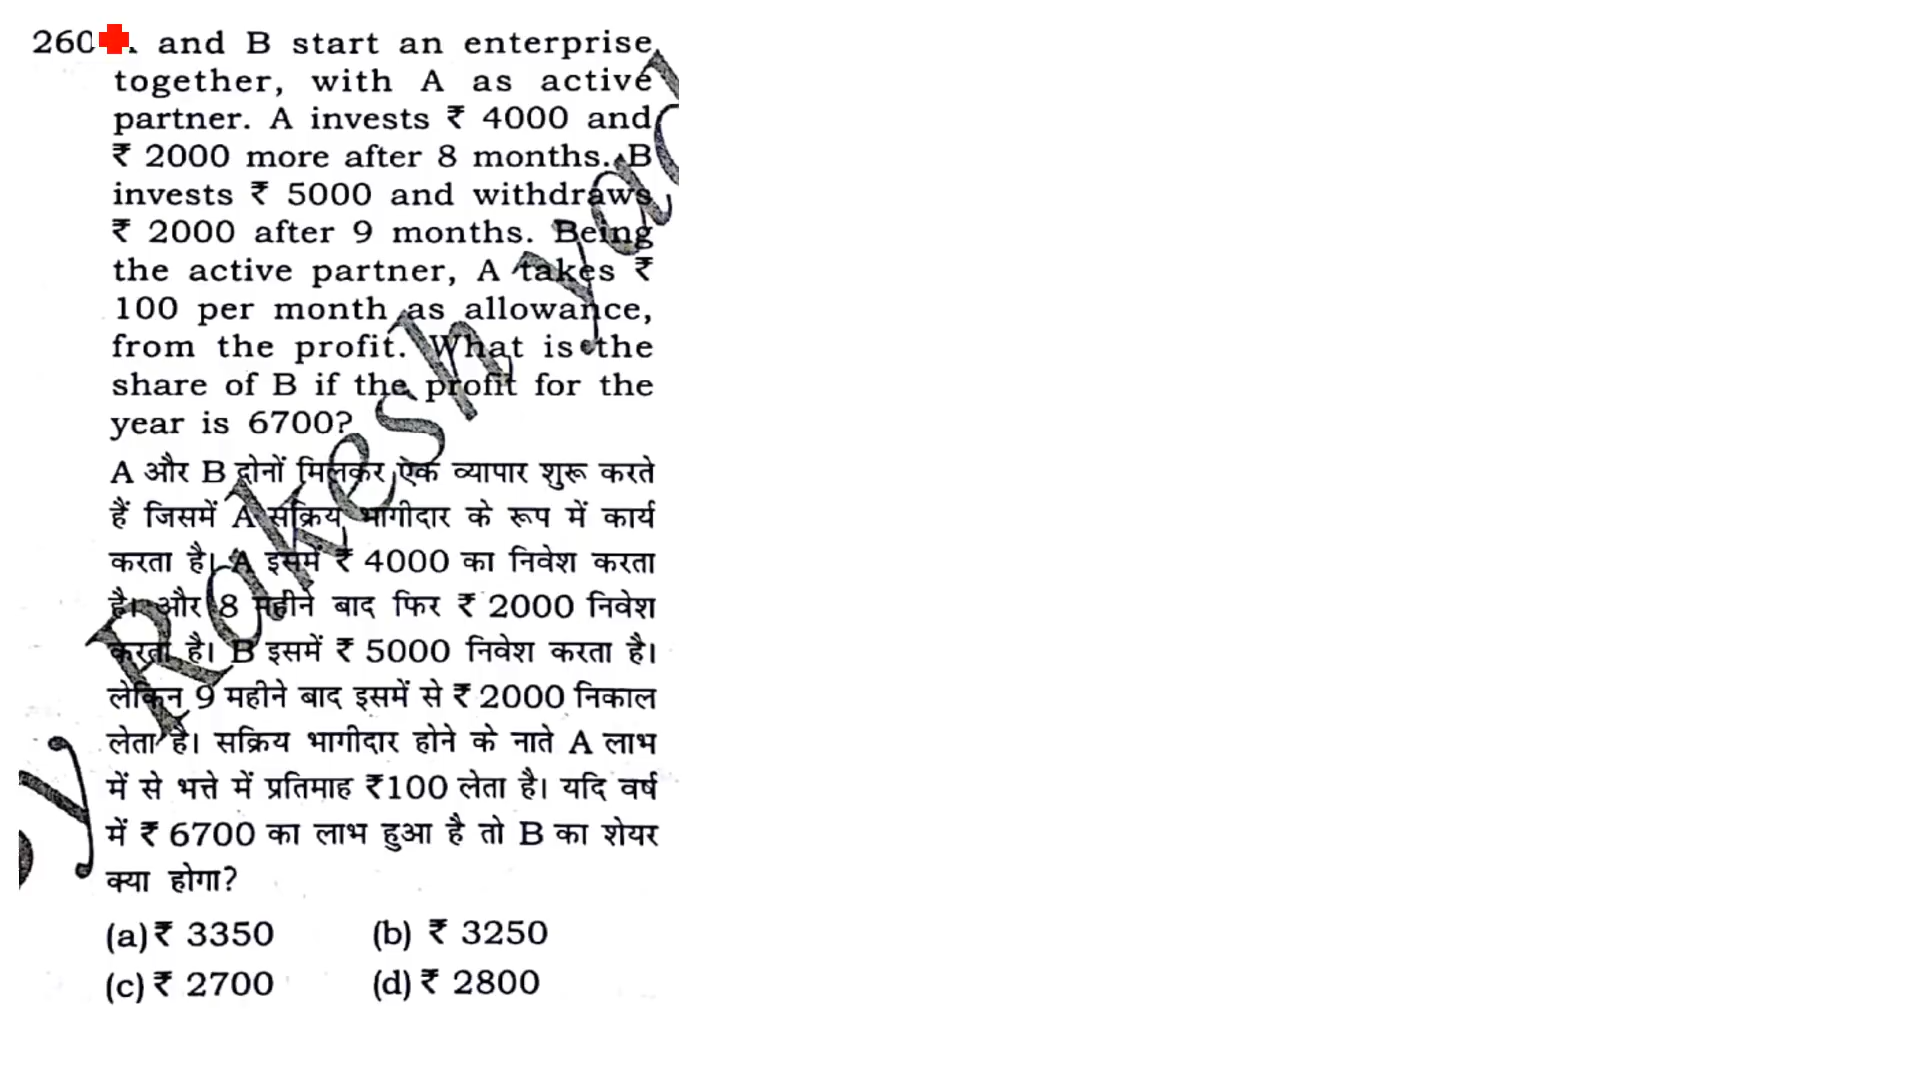 260. and B start an enterprise,
together, with A as active
partner. A invests ₹ 4000 and
₹ 2000 more after 8 months. B
invests ₹ 5000 and withdraws
₹ 2000 after 9 months. Being
the active partner, A takes ₹
100 per month as allowance,
from the profit. What is the
share of B if the profit for the
year is 6700?
A और B दोनों मिलकर ऐक व्यापार शुरू करते
हैं जिसमें A सक्रिय भागीदार के रूप में कार्य
करता है। A इसमें ₹ 4000 का निवेश करता
है। और 8 महीने बाद फिर ₹ 2000 निवेश
करता है। B इसमें ₹ 5000 निवेश करता है।
लेकिन 9 महीने बाद इसमें से ₹ 2000 निकाल
लेता है। सक्रिय भागीदार होने के नाते A लाभ
में से भत्ते में प्रतिमाह ₹100 लेता है। यदि वर्ष
में ₹ 6700 का लाभ हुआ है तो B का शेयर
क्या होगा?
(a) ₹ 3350 (b) ₹ 3250
(c) ₹ 2700 (d) ₹ 2800
by Rakesh